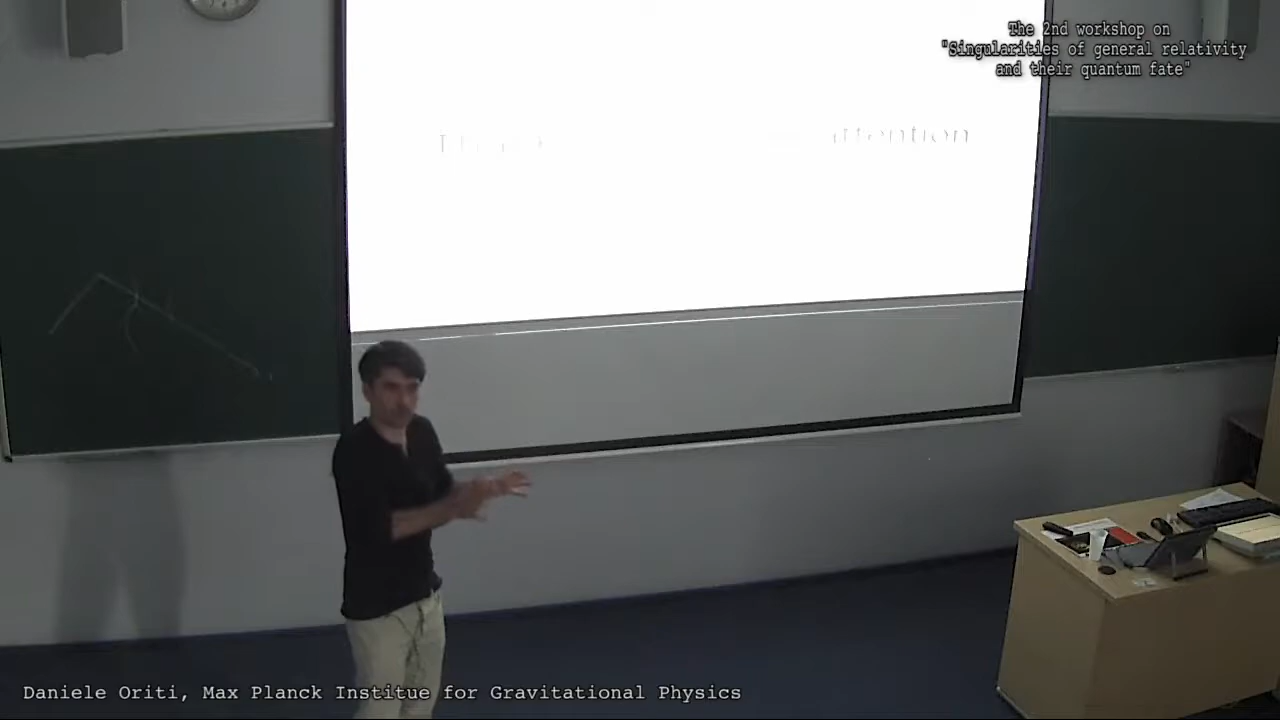 The 2nd workshop on
"Singularities of general relativity
and their quantum fate"
attention
Daniele Oriti, Max Planck Institue for Gravitational Physics